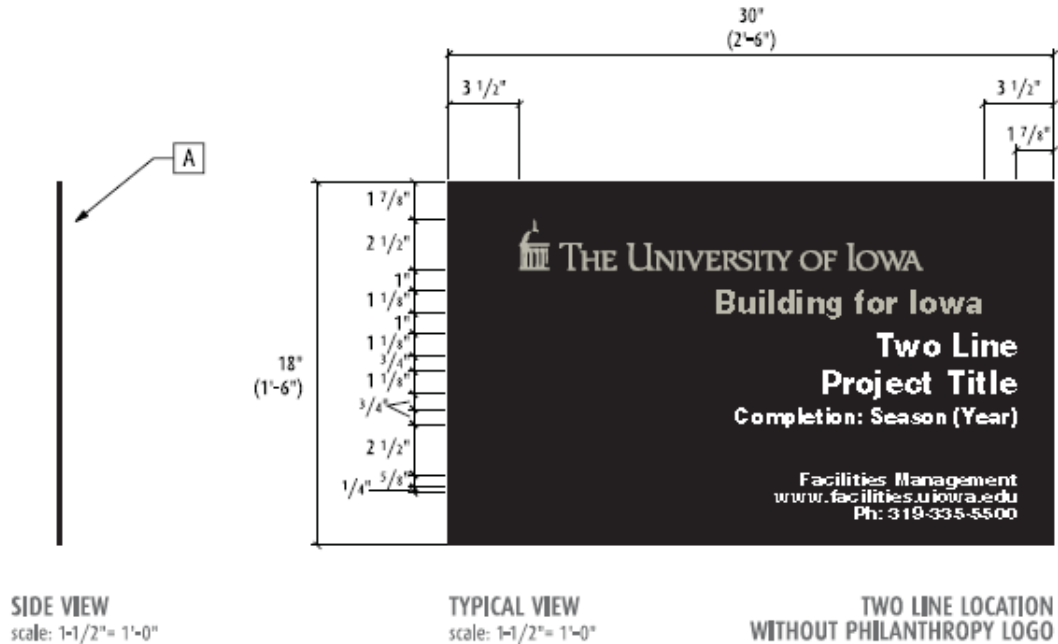 30"
(2'-6")
3 1/2"
3 1/2"
1 7/8"
A
1 7/8"
2 1/2"
1"
1 1/8"
1"
1 1/8"
3/4"
1 1/8"
3/4"
2 1/2"
5/8"
1/4"
18"
(1'-6")
THE UNIVERSITY OF IOWA
Building for Iowa
Two Line
Project Title
Completion: Season (Year)
Facilities Management
www.facilities.uiowa.edu
Ph: 319-335-5500
SIDE VIEW
scale: 1-1/2"= 1'-0"
TYPICAL VIEW
scale: 1-1/2"= 1'-0"
TWO LINE LOCATION
WITHOUT PHILANTHROPY LOGO